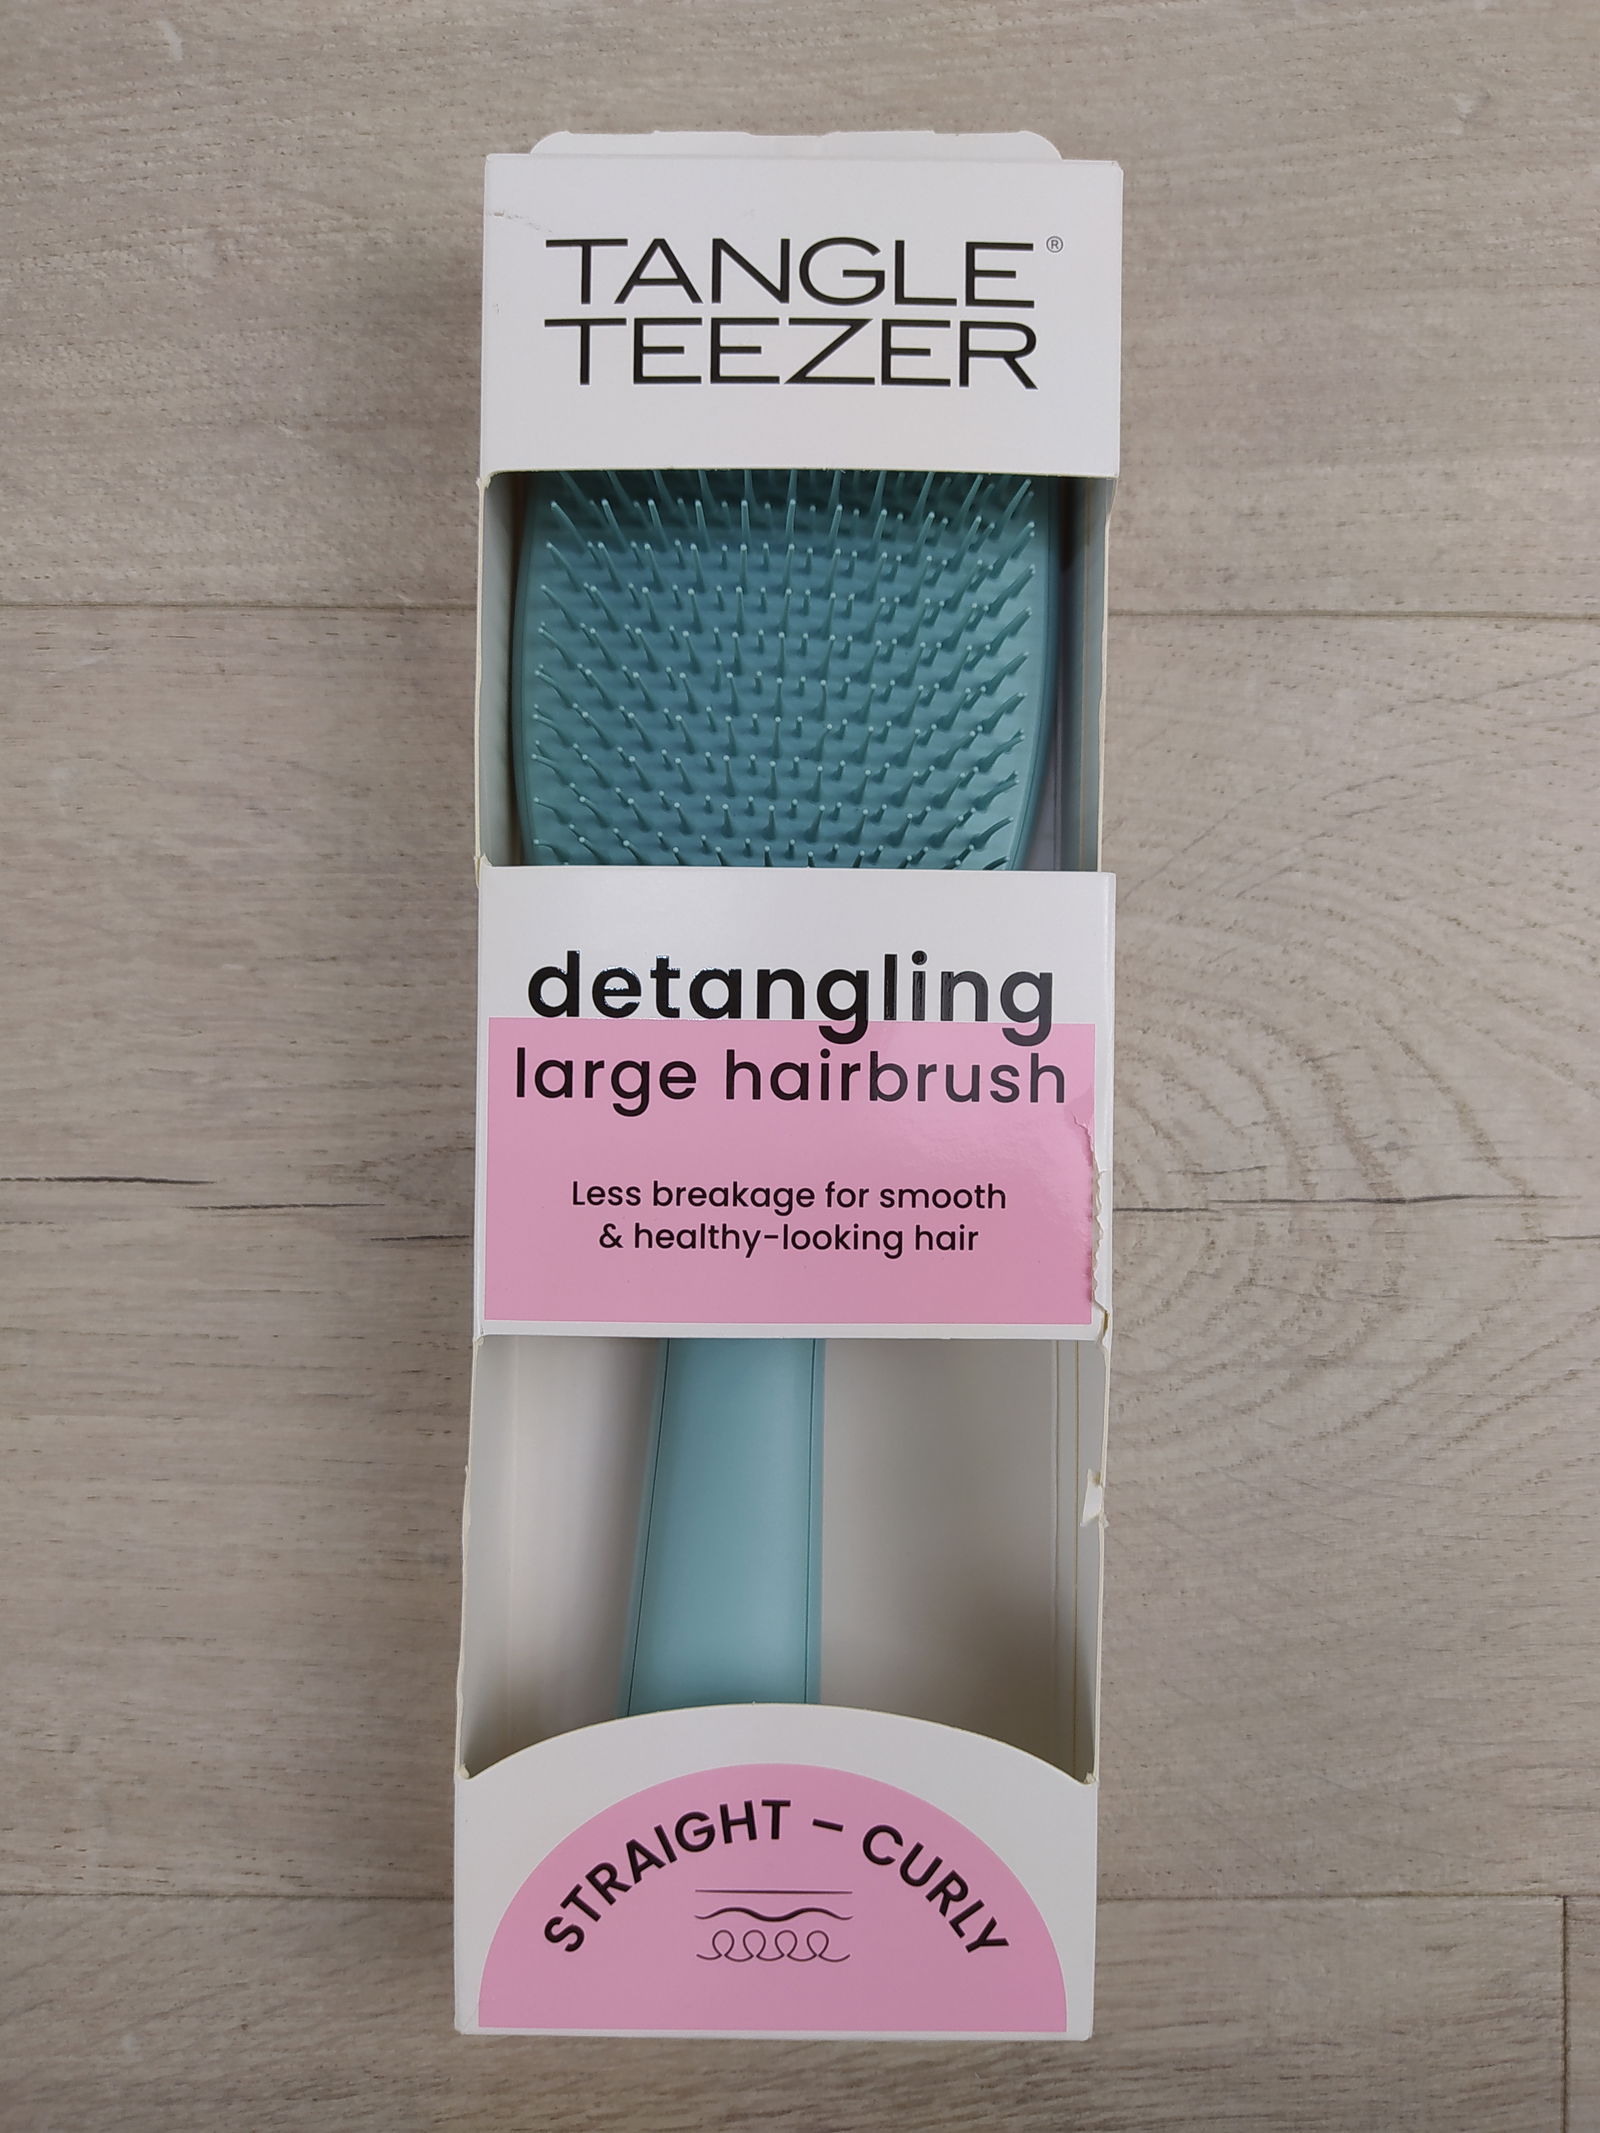 TANGLE®
TEEZER
detangling
large hairbrush
Less breakage for smooth
& healthy-looking hair
STRAIGHT – CURLY